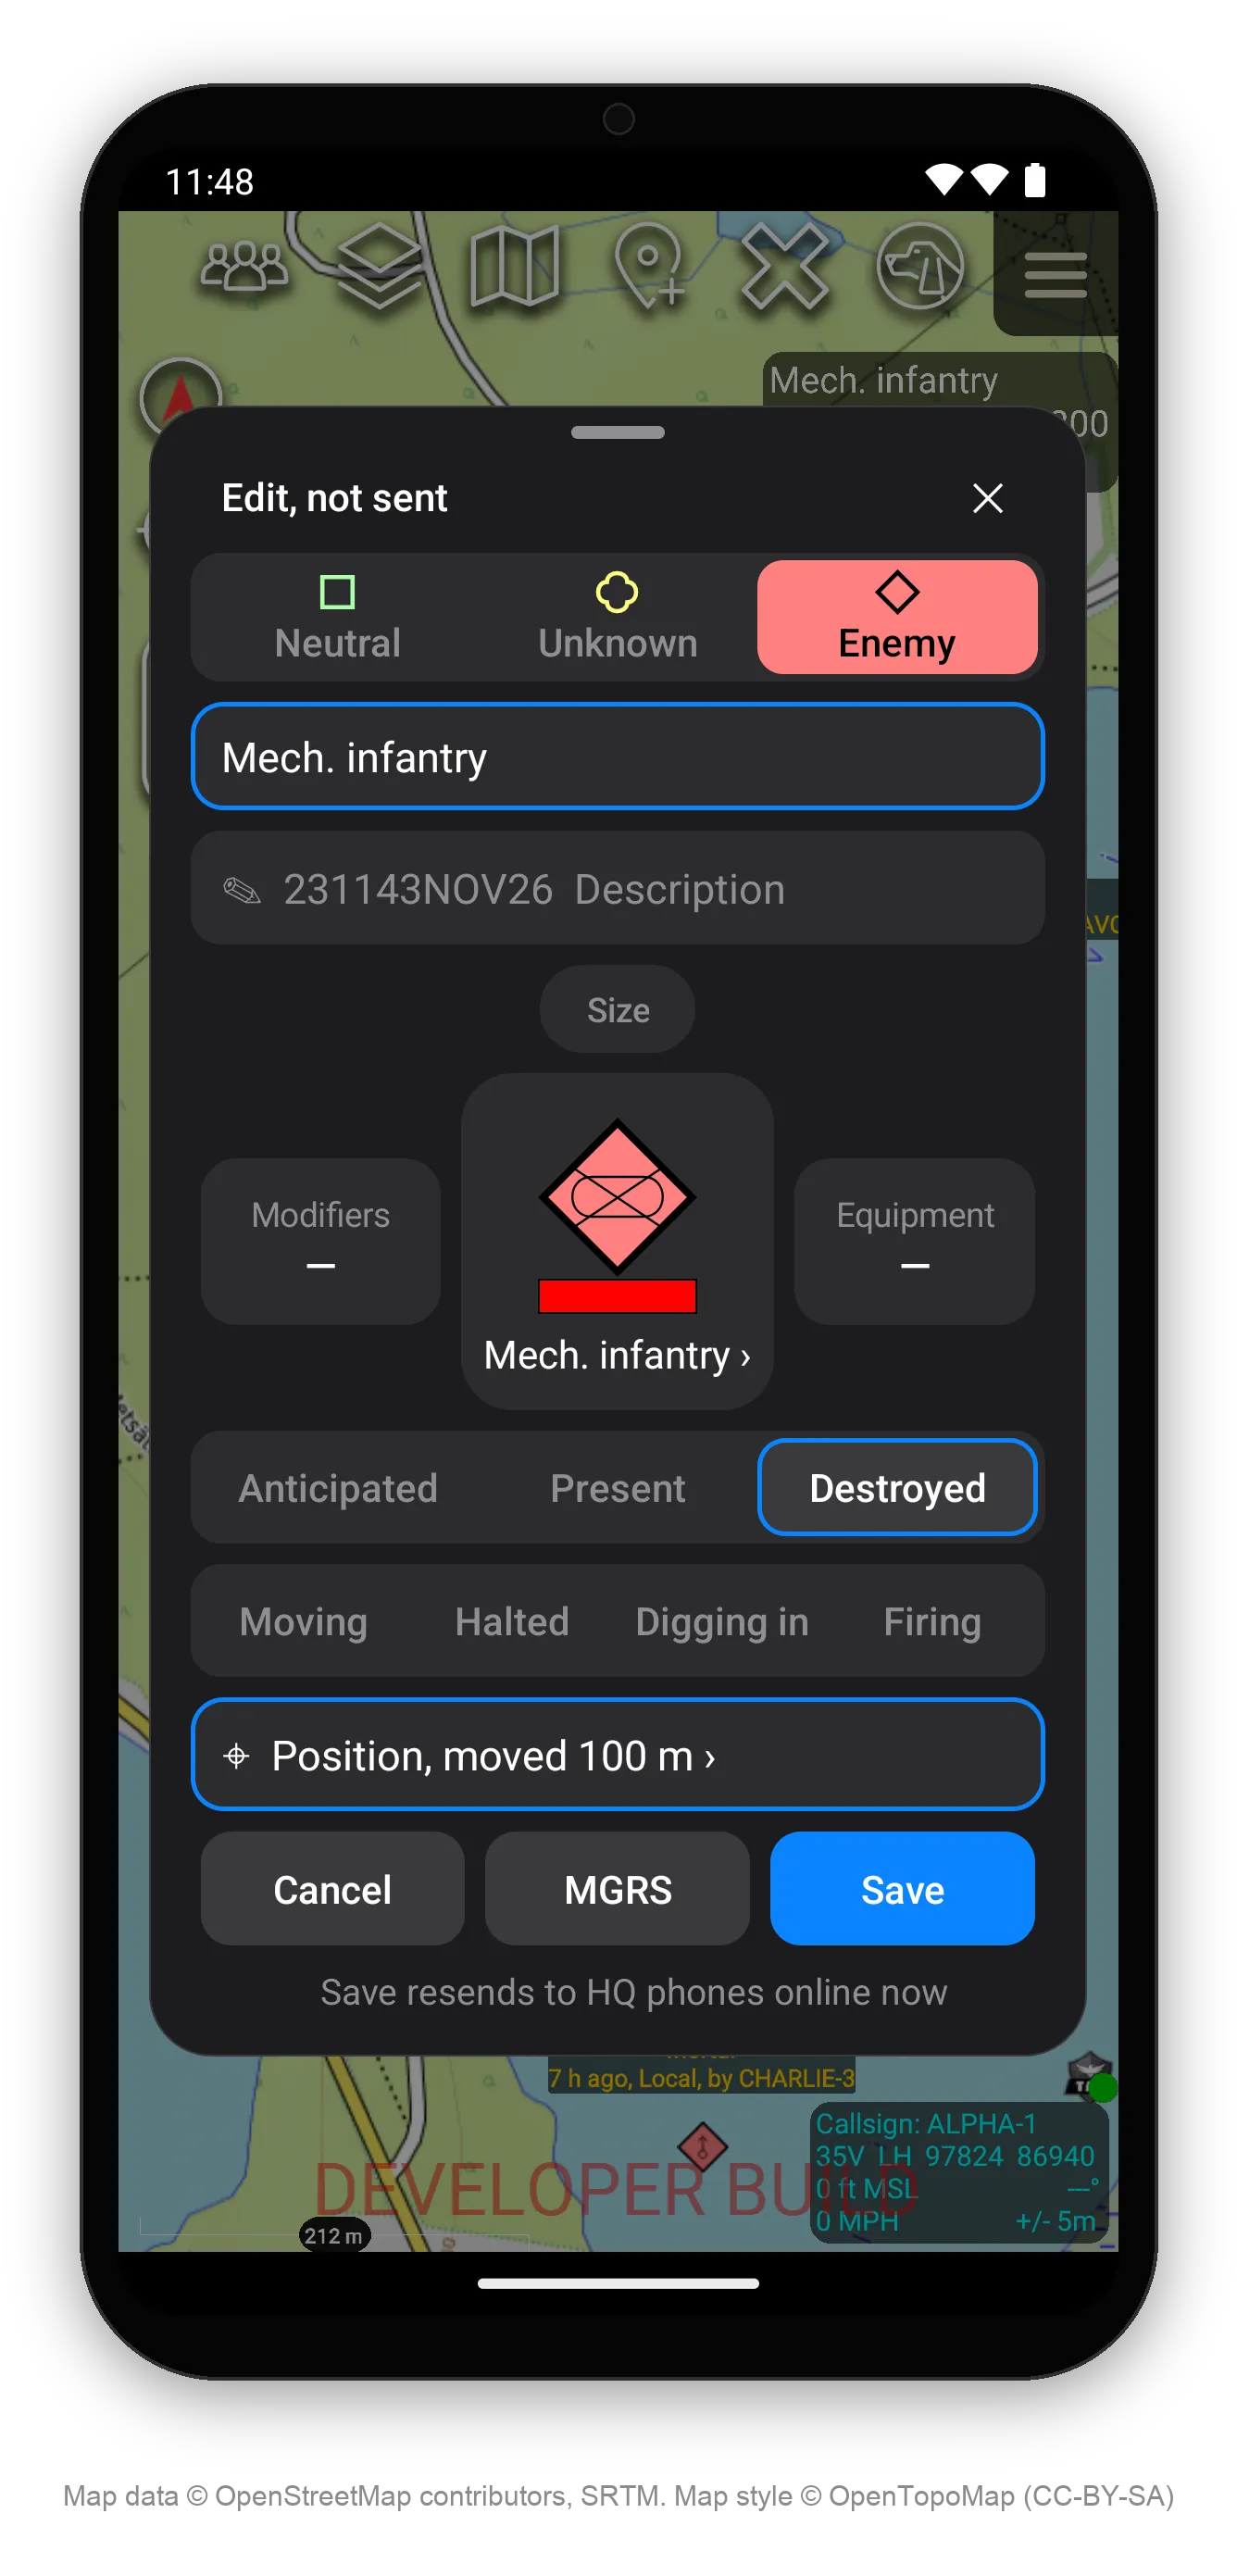 11:48
Mech. infantry
300
Edit, not sent
Neutral
Unknown
Enemy
Mech. infantry
231143NOV26 Description
Size
Modifiers
Equipment
Mech. infantry ›
Anticipated
Present
Destroyed
Moving
Halted
Digging in
Firing
Position, moved 100 m ›
Cancel
MGRS
Save
Save resends to HQ phones online now
7 h ago, Local, by CHARLIE-3
Callsign: ALPHA-1
35V LH 97824 86940
0 ft MSL
---°
0 MPH
+/- 5m
DEVELOPER BUILD
212 m
Map data © OpenStreetMap contributors, SRTM. Map style © OpenTopoMap (CC-BY-SA)